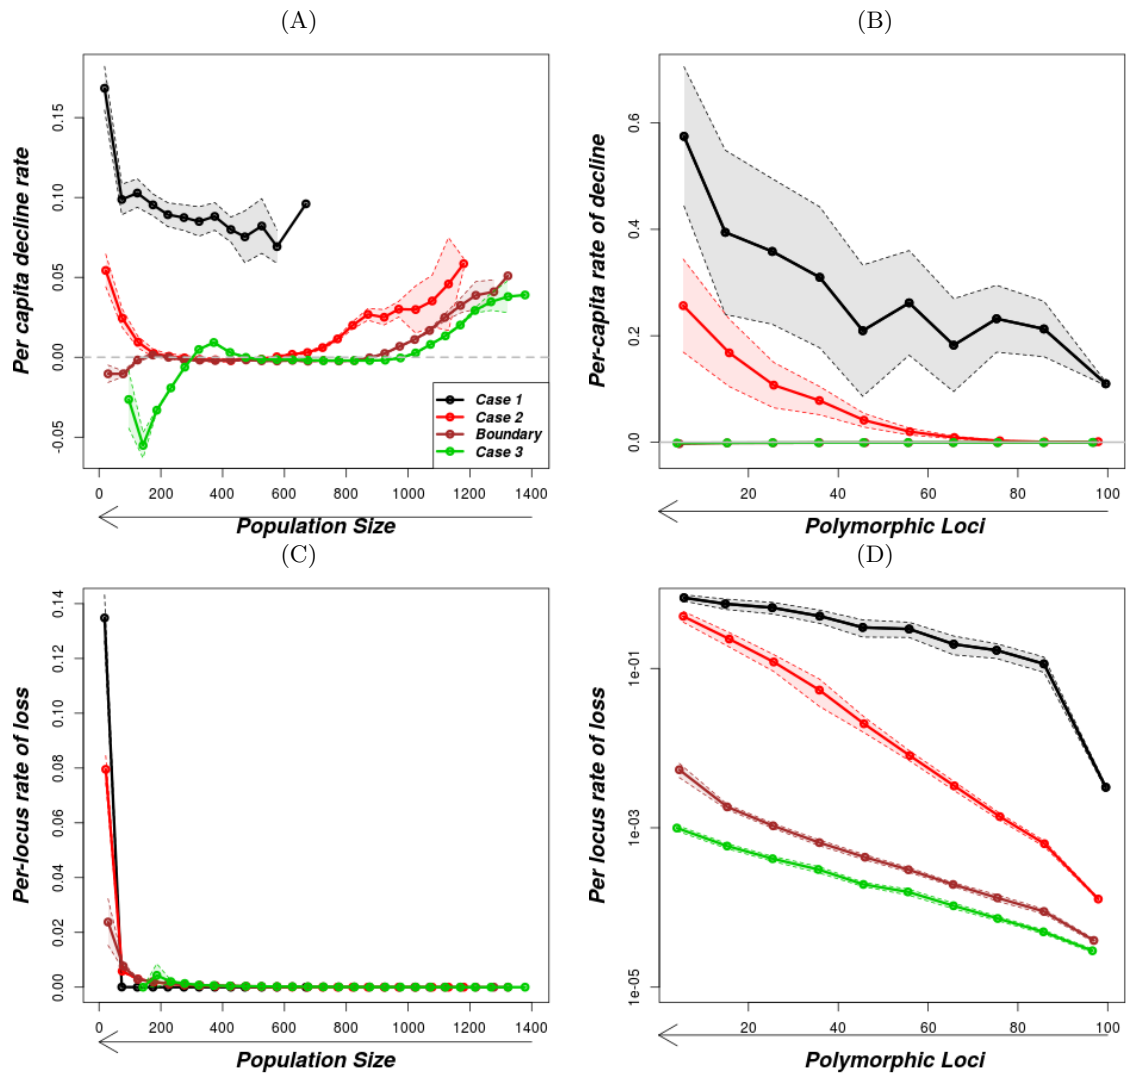 (A)
Per capita decline rate
0.15
0.10
0.05
0.00
-0.05
Case 1
Case 2
Boundary
Case 3
0 200 400 600 800 1000 1200 1400
Population Size
(B)
Per-capita rate of decline
0.6
0.4
0.2
0.0
20 40 60 80 100
Polymorphic Loci
(C)
Per-locus rate of loss
0.14
0.12
0.10
0.08
0.06
0.04
0.02
0.00
0 200 400 600 800 1000 1200 1400
Population Size
(D)
Per locus rate of loss
1e-01
1e-03
1e-05
20 40 60 80 100
Polymorphic Loci